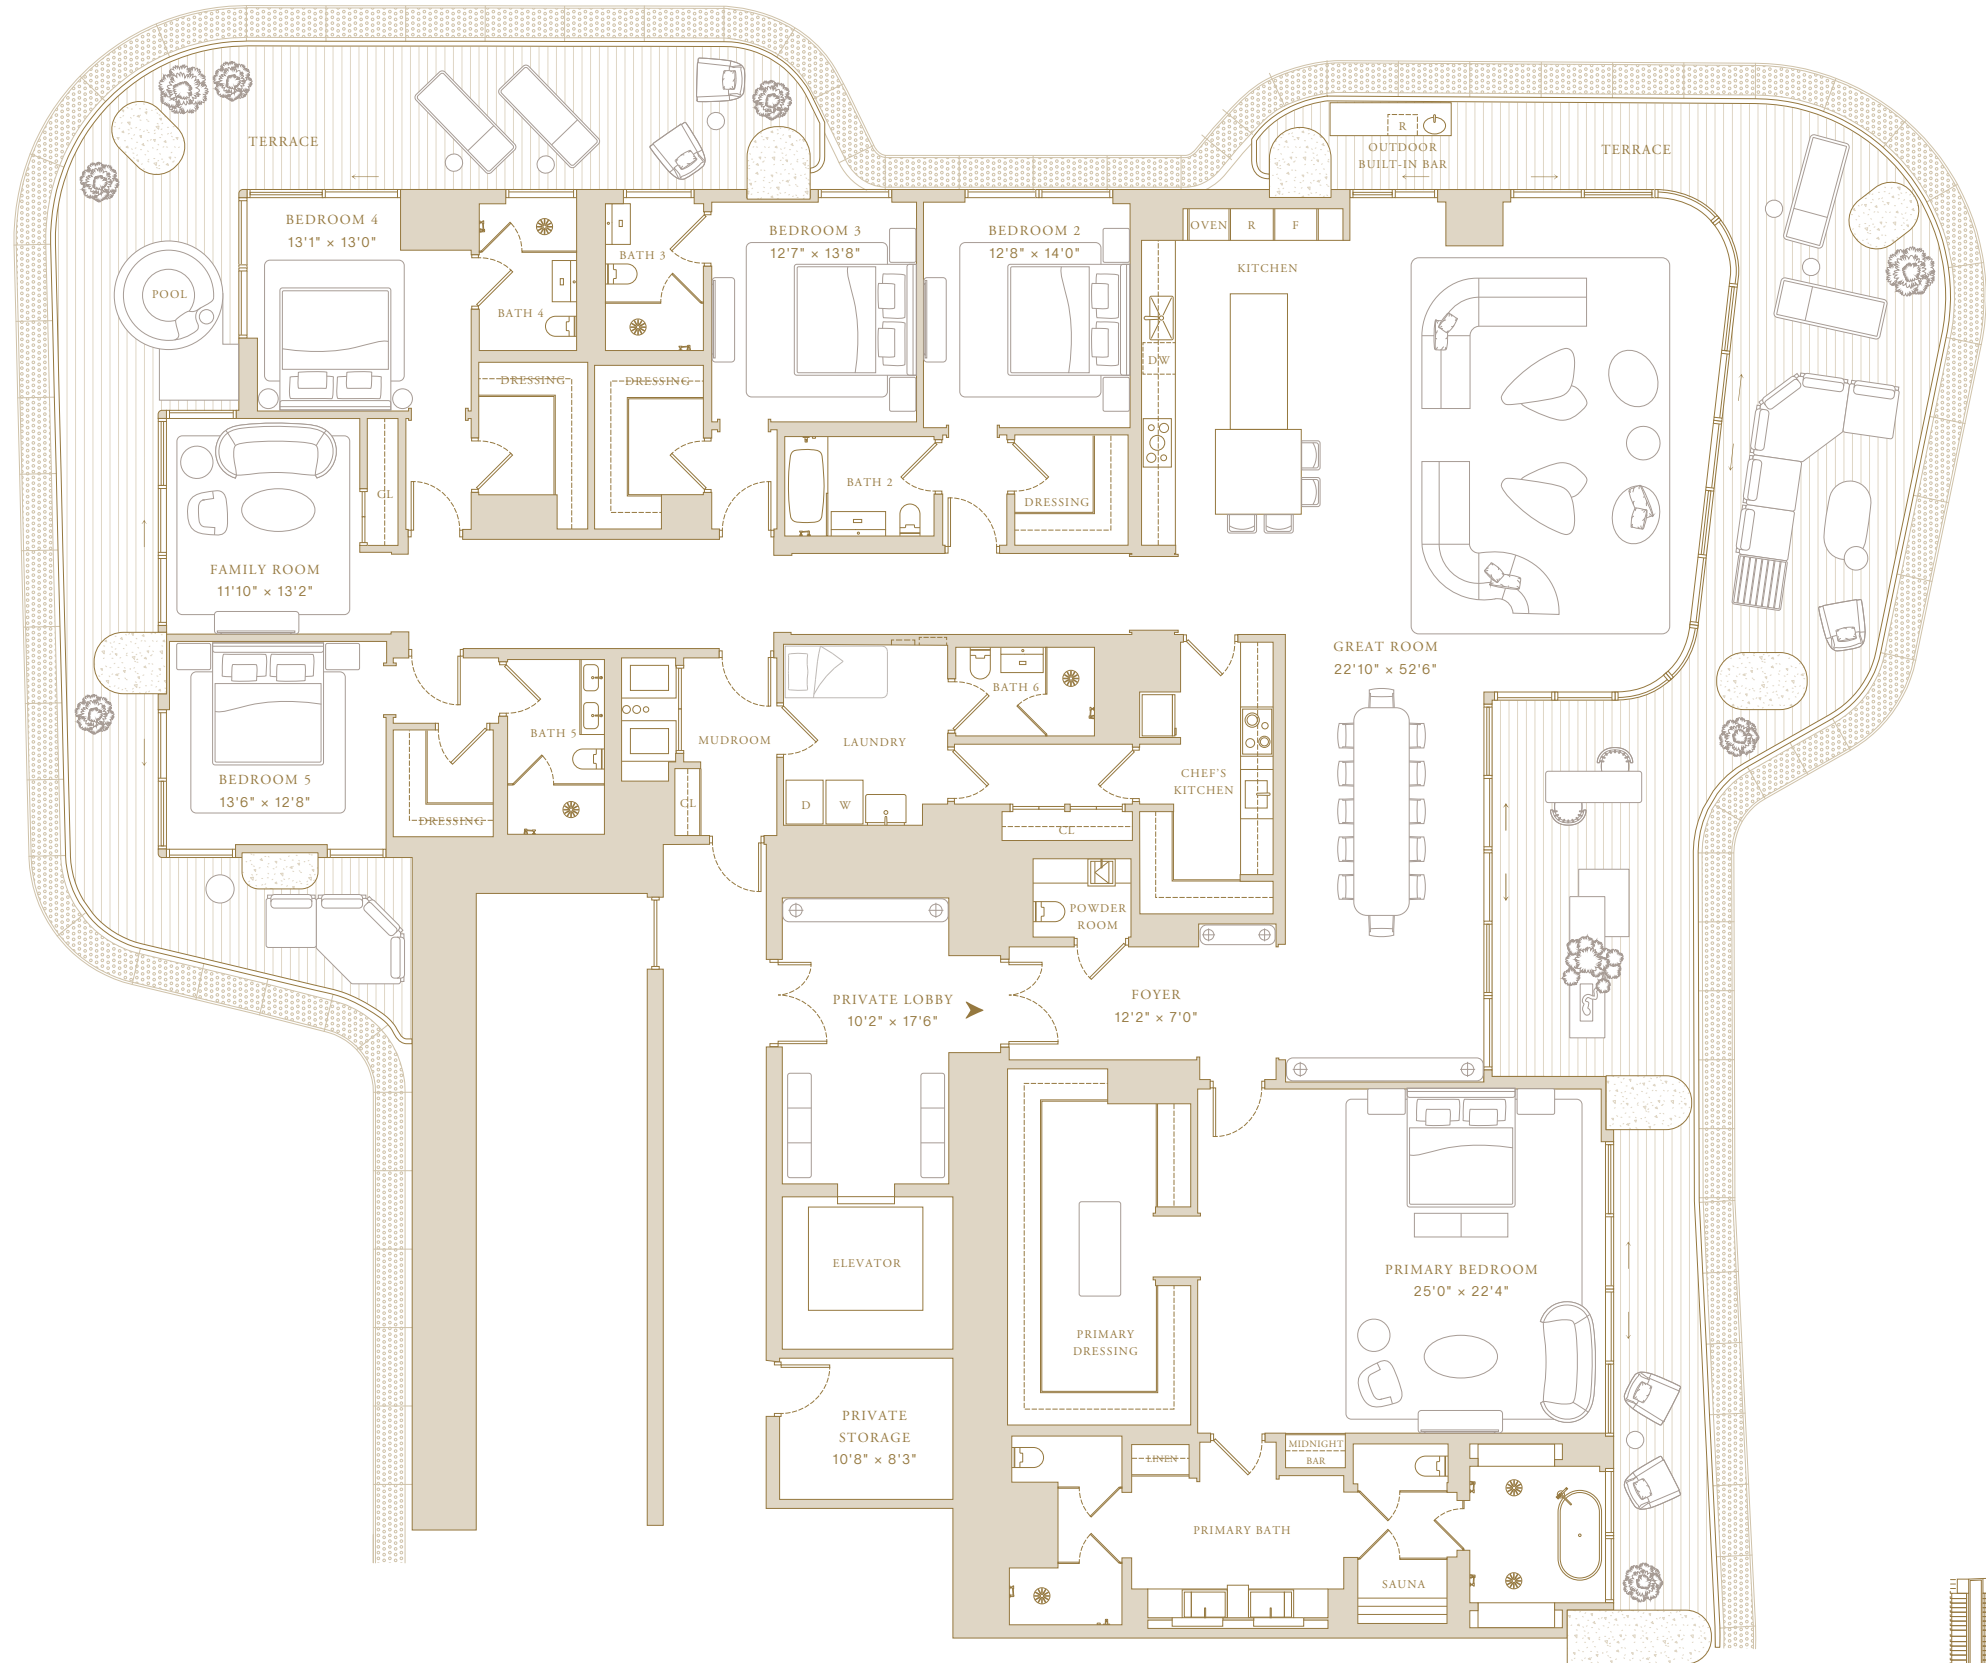 TERRACE
R
OUTDOOR
BUILT-IN BAR
TERRACE
BEDROOM 4
13'1" × 13'0"
BATH 4
BATH 3
BEDROOM 3
12'7" × 13'8"
BEDROOM 2
12'8" × 14'0"
OVEN
R
F
KITCHEN
POOL
DW
DRESSING
DRESSING
CL
BATH 2
DRESSING
FAMILY ROOM
11'10" × 13'2"
GREAT ROOM
22'10" × 52'6"
BEDROOM 5
13'6" × 12'8"
DRESSING
BATH 5
MUDROOM
CL
LAUNDRY
D
W
BATH 6
CHEF'S
KITCHEN
CL
POWDER
ROOM
PRIVATE LOBBY
10'2" × 17'6"
FOYER
12'2" × 7'0"
ELEVATOR
PRIMARY
DRESSING
PRIMARY BEDROOM
25'0" × 22'4"
PRIVATE
STORAGE
10'8" × 8'3"
LINEN
MIDNIGHT
BAR
PRIMARY BATH
SAUNA